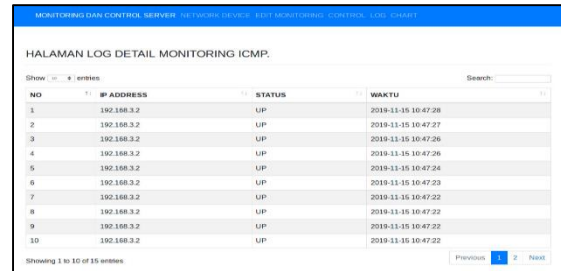 MONITORING DAN CONTROL SERVER NETWORK DEVICE EDIT MONITORING CONTROL LOG CHART
HALAMAN LOG DETAIL MONITORING ICMP.
Show entries Search:
NO IP ADDRESS STATUS WAKTU
1 192.168.3.2 UP 2019-11-15 10:47:28
2 192.168.3.2 UP 2019-11-15 10:47:27
3 192.168.3.2 UP 2019-11-15 10:47:26
4 192.168.3.2 UP 2019-11-15 10:47:26
5 192.168.3.2 UP 2019-11-15 10:47:24
6 192.168.3.2 UP 2019-11-15 10:47:23
7 192.168.3.2 UP 2019-11-15 10:47:22
8 192.168.3.2 UP 2019-11-15 10:47:22
9 192.168.3.2 UP 2019-11-15 10:47:22
10 192.168.3.2 UP 2019-11-15 10:47:22
Showing 1 to 10 of 15 entries Previous 1 2 Next